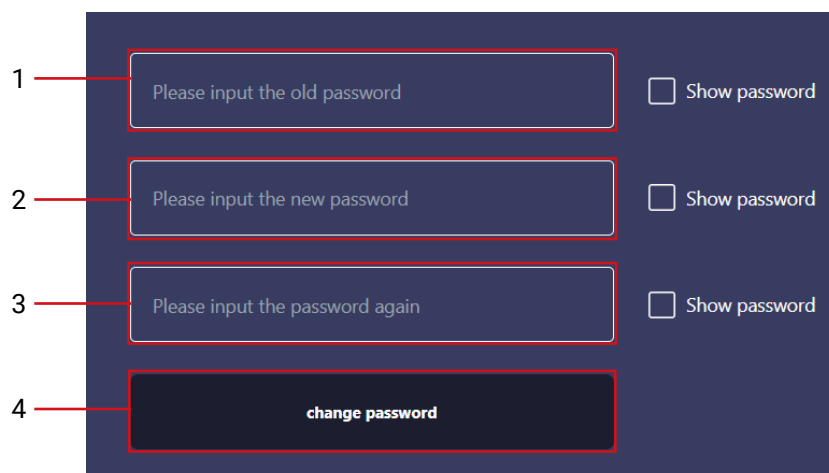 1 Please input the old password Show password
2 Please input the new password Show password
3 Please input the password again Show password
4 change password